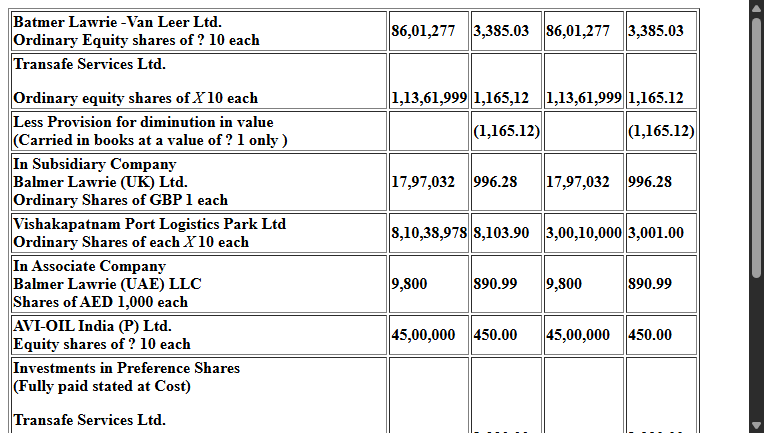 Batmer Lawrie -Van Leer Ltd.
Ordinary Equity shares of ? 10 each 86,01,277 3,385.03 86,01,277 3,385.03
Transafe Services Ltd.
Ordinary equity shares of X 10 each 1,13,61,999 1,165,12 1,13,61,999 1,165.12
Less Provision for diminution in value
(Carried in books at a value of ? 1 only ) (1,165.12) (1,165.12)
In Subsidiary Company
Balmer Lawrie (UK) Ltd. 17,97,032 996.28 17,97,032 996.28
Ordinary Shares of GBP 1 each
Vishakapatnam Port Logistics Park Ltd
Ordinary Shares of each X 10 each 8,10,38,978 8,103.90 3,00,10,000 3,001.00
In Associate Company
Balmer Lawrie (UAE) LLC 9,800 890.99 9,800 890.99
Shares of AED 1,000 each
AVI-OIL India (P) Ltd.
Equity shares of ? 10 each 45,00,000 450.00 45,00,000 450.00
Investments in Preference Shares
(Fully paid stated at Cost)
Transafe Services Ltd.